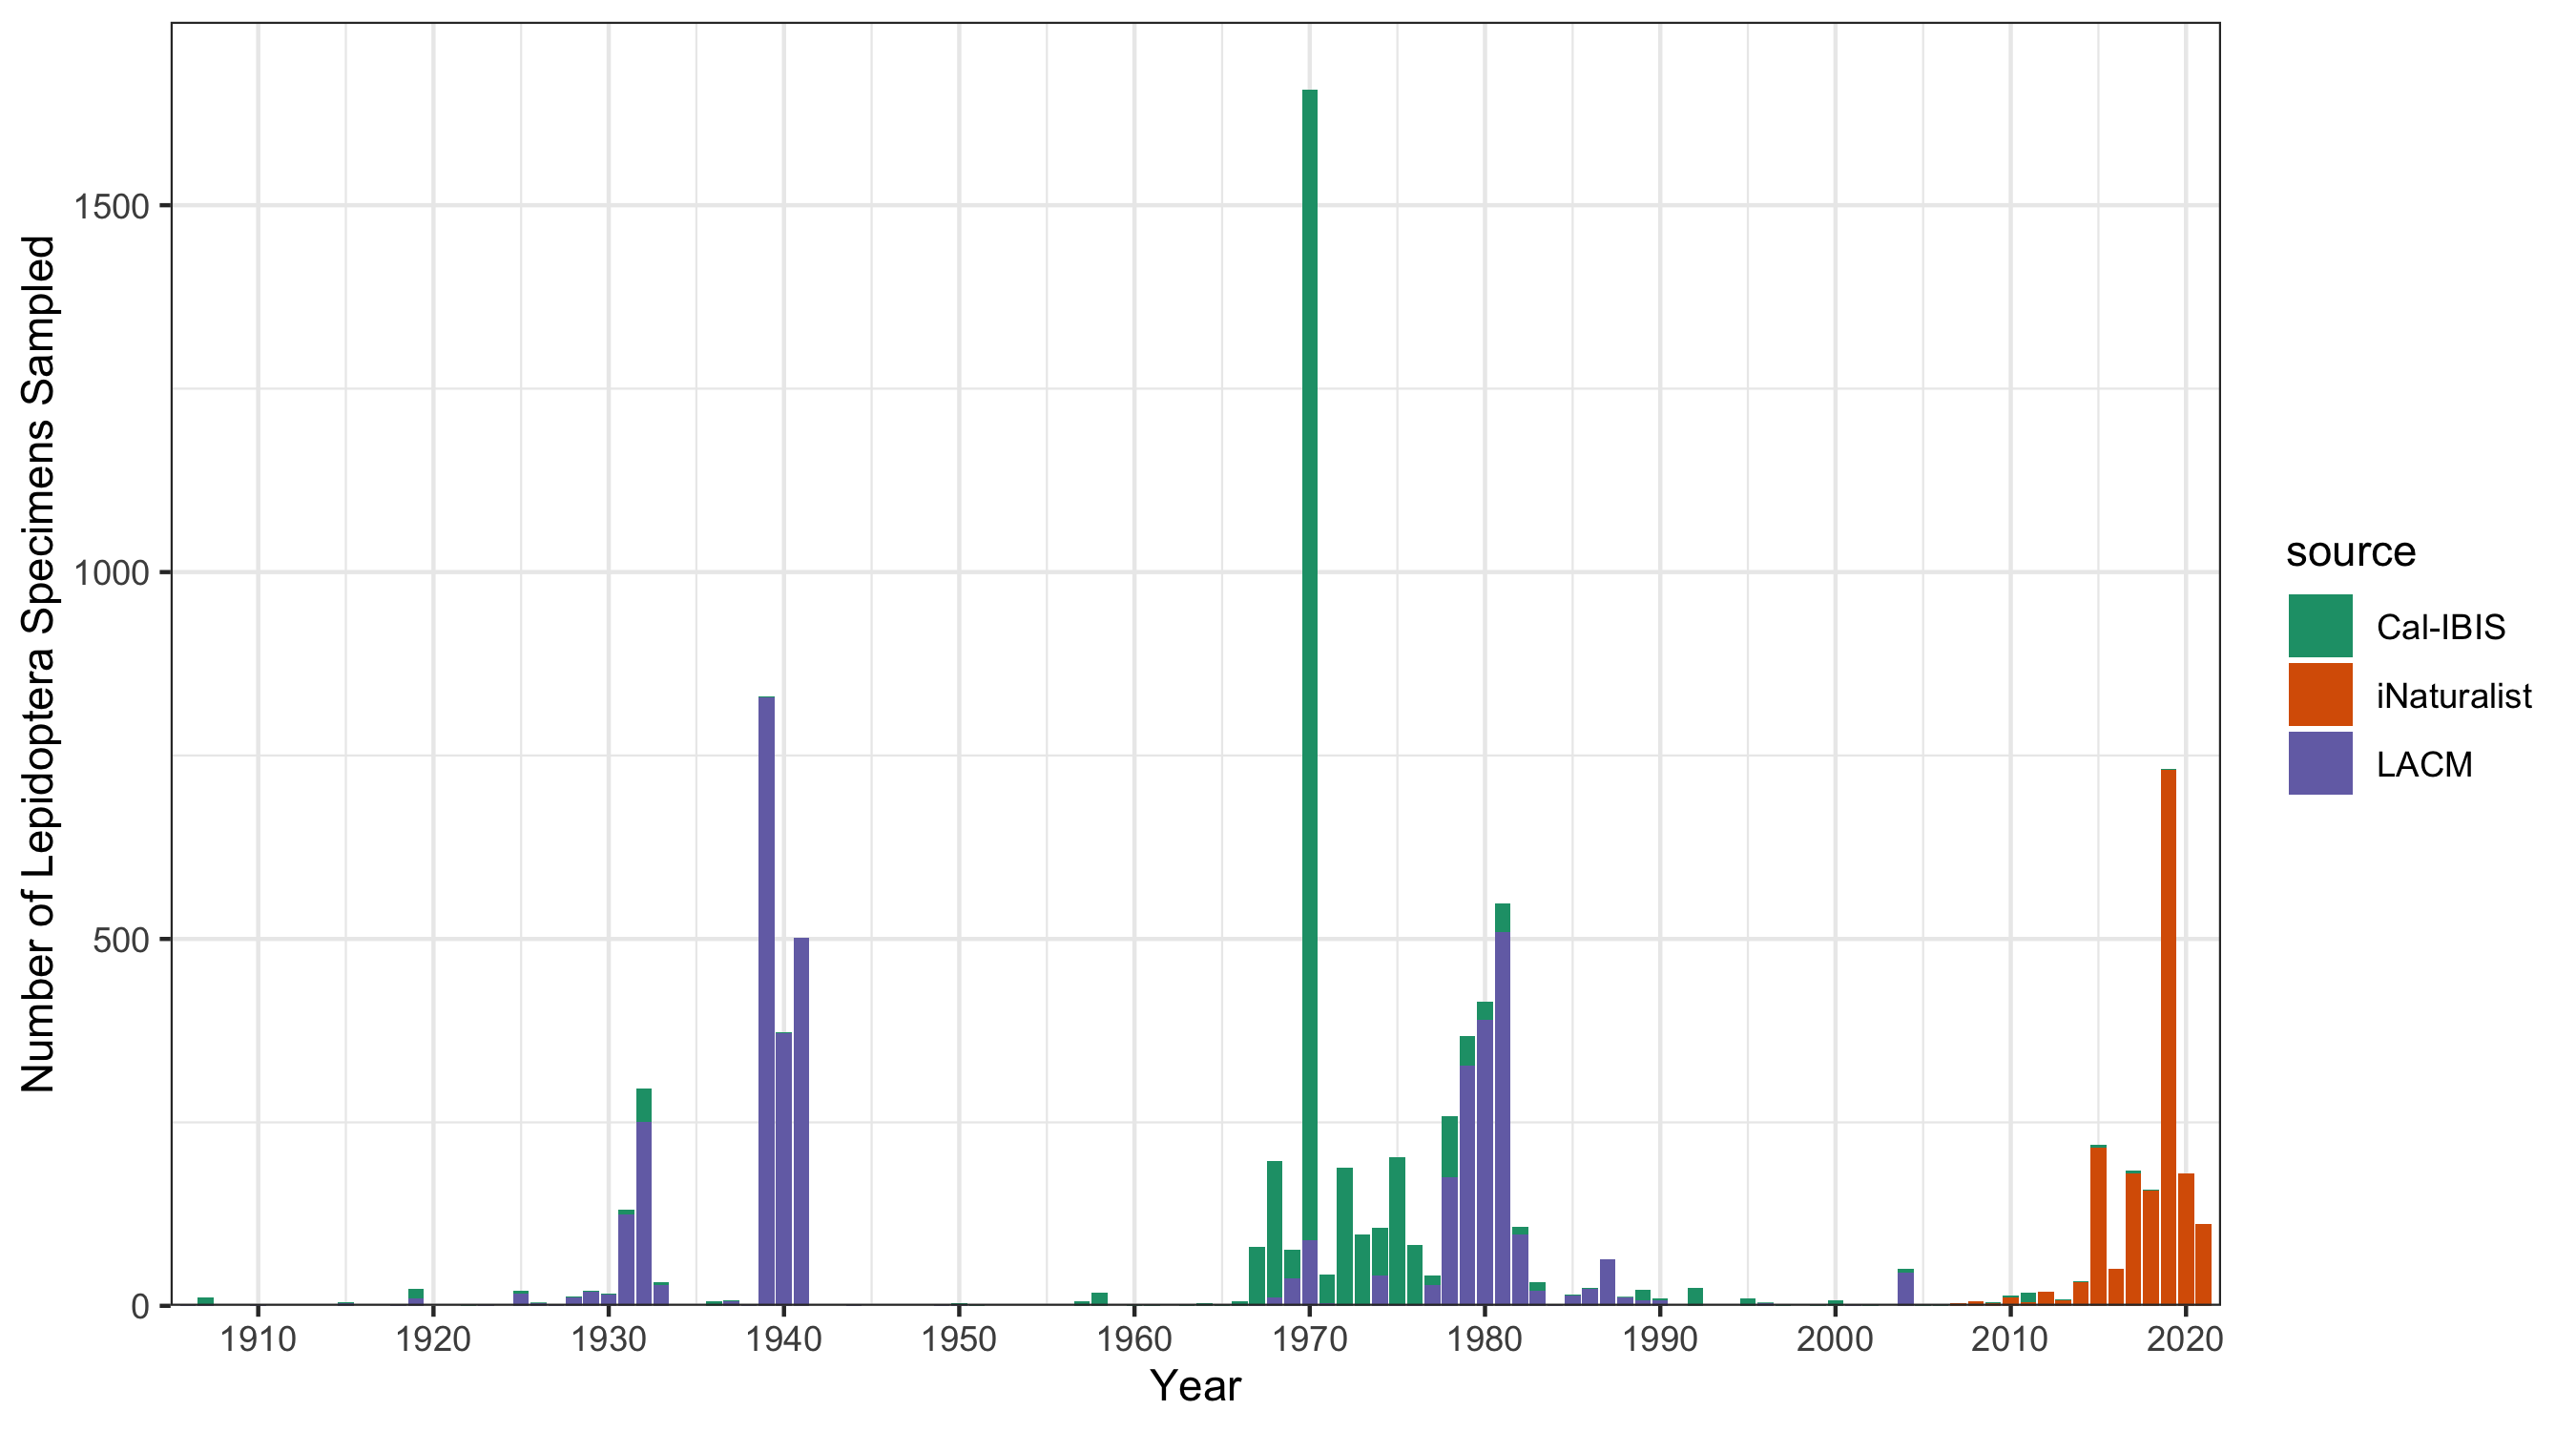 Number of Lepidoptera Specimens Sampled
1500
1000
500
0
1910 1920 1930 1940 1950 1960 1970 1980 1990 2000 2010 2020
Year
source
Cal-IBIS
iNaturalist
LACM